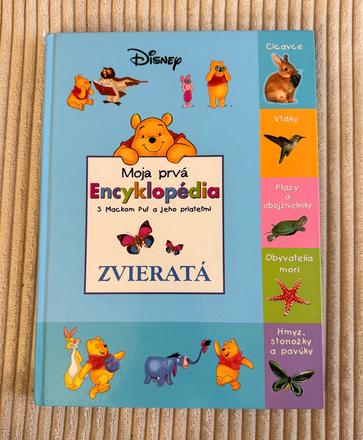 Disney
Moja prvá
Encyklopédia
S Mackom Puf a jeho priateľmi
ZVIERATÁ
Cicavce
Vtáky
Plazy a
obojživelníky
Obyvatelia
morí
Hmyz,
stonožky
a pavúky